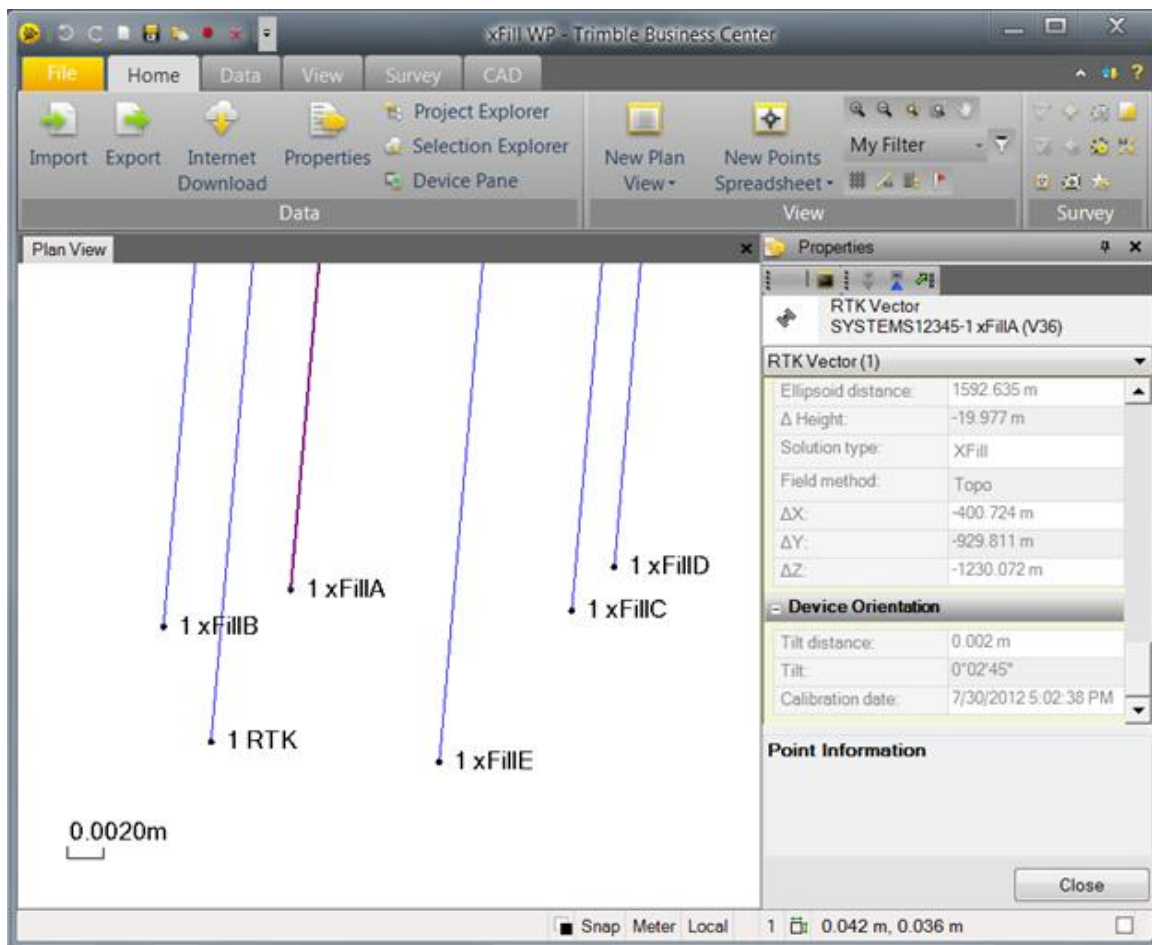 xFill WP - Trimble Business Center
File Home Data View Survey CAD
Import
Export
Internet Download
Properties
Project Explorer
Selection Explorer
Device Pane
Data
New Plan View
New Points Spreadsheet
My Filter
View
Survey
Plan View
1 xFillB
1 RTK
1 xFillA
1 xFillE
1 xFillC
1 xFillD
0.0020m
Properties
RTK Vector
SYSTEMS12345-1 xFillA (V36)
RTK Vector (1)
Ellipsoid distance: 1592.635 m
Δ Height: -19.977 m
Solution type: XFill
Field method: Topo
ΔX: -400.724 m
ΔY: -929.811 m
ΔZ: -1230.072 m
Device Orientation
Tilt distance: 0.002 m
Tilt: 0°02'45"
Calibration date: 7/30/2012 5:02:38 PM
Point Information
Close
Snap Meter Local 1 0.042 m, 0.036 m